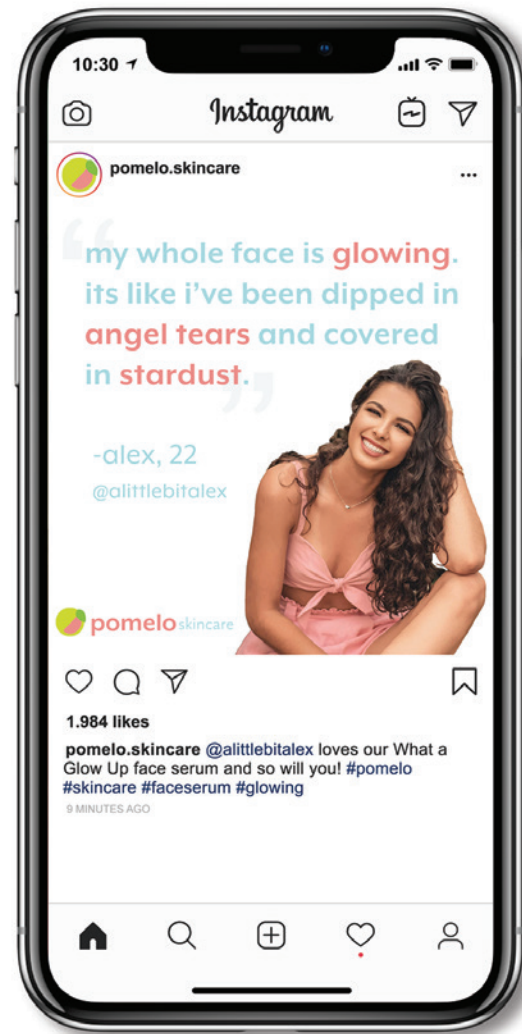 10:30
Instagram
pomelo.skincare
“my whole face is glowing.
its like i’ve been dipped in
angel tears and covered
in stardust.”
-alex, 22
@alittlebitalex
pomelo skincare
1.984 likes
pomelo.skincare @alittlebitalex loves our What a
Glow Up face serum and so will you! #pomelo
#skincare #faceserum #glowing
9 MINUTES AGO